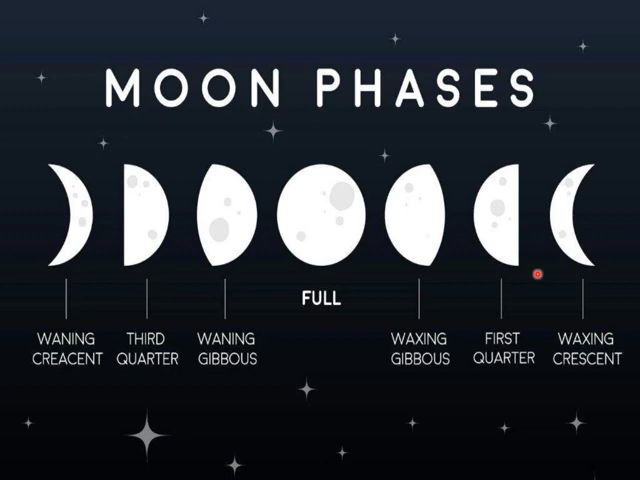 MOON PHASES
FULL
WANING
CREACENT
THIRD
QUARTER
WANING
GIBBOUS
WAXING
GIBBOUS
FIRST
QUARTER
WAXING
CRESCENT